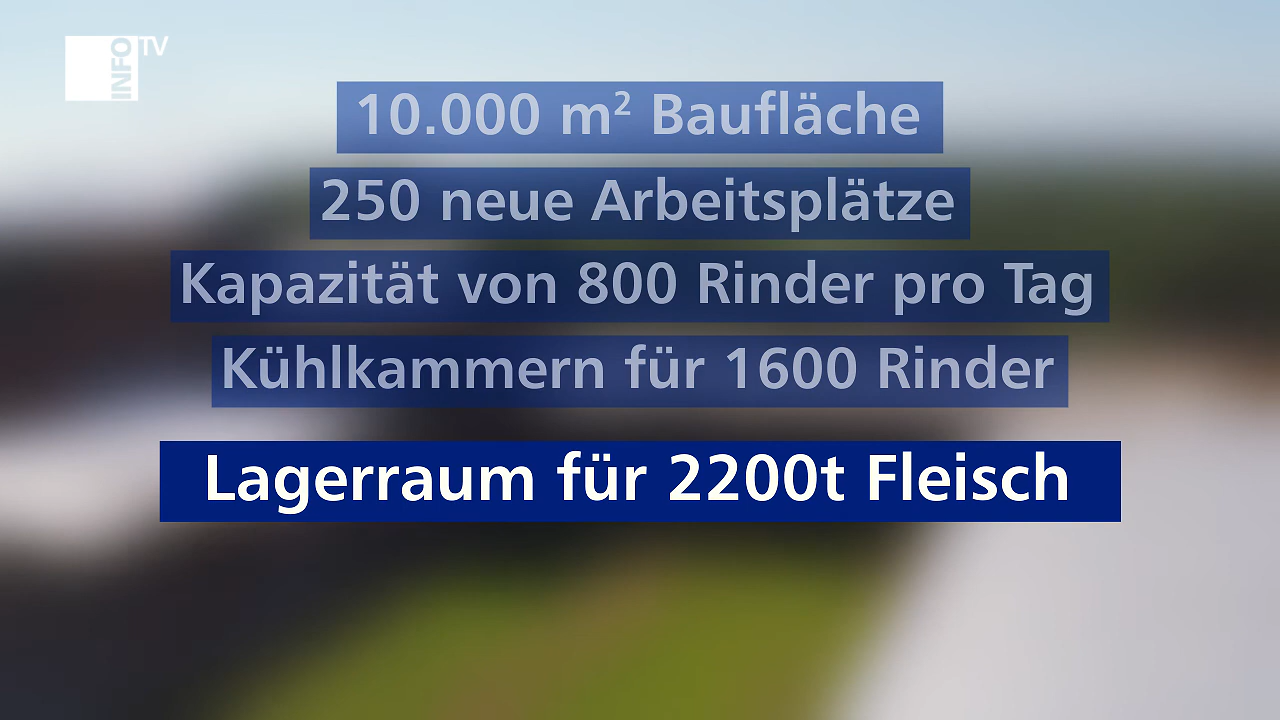 INFO TV
10.000 m² Baufläche
250 neue Arbeitsplätze
Kapazität von 800 Rinder pro Tag
Kühlkammern für 1600 Rinder
Lagerraum für 2200t Fleisch